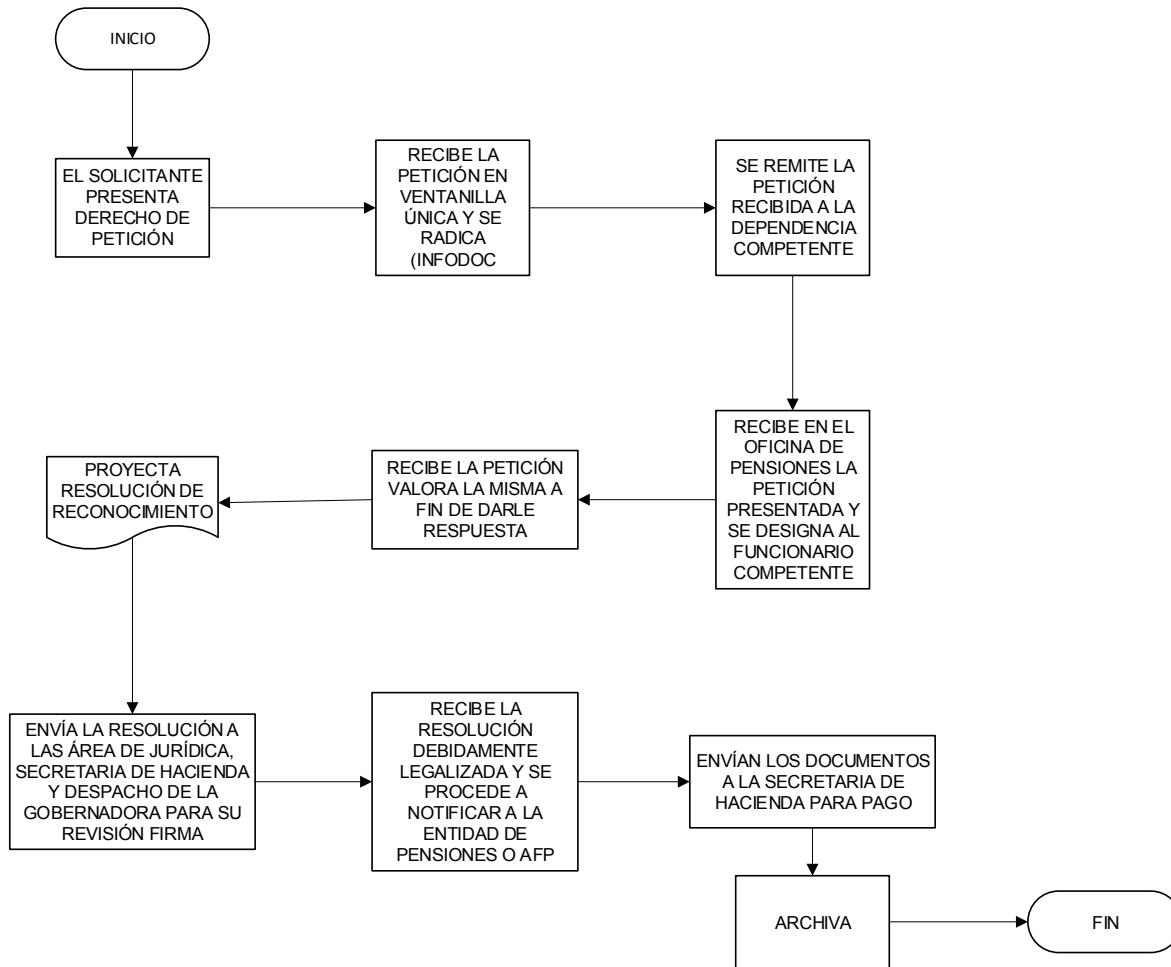 INICIO
EL SOLICITANTE
PRESENTA
DERECHO DE
PETICIÓN
RECIBE LA
PETICIÓN EN
VENTANILLA
ÚNICA Y SE
RADICA
(INFODOC
SE REMITE LA
PETICIÓN
RECIBIDA A LA
DEPENDENCIA
COMPETENTE
RECIBE EN EL
OFICINA DE
PENSIONES LA
PETICIÓN
PRESENTADA Y
SE DESIGNA AL
FUNCIONARIO
COMPETENTE
RECIBE LA PETICIÓN
VALORA LA MISMA A
FIN DE DARLE
RESPUESTA
PROYECTA
RESOLUCIÓN DE
RECONOCIMIENTO
ENVÍA LA RESOLUCIÓN A
LAS ÁREA DE JURÍDICA,
SECRETARIA DE HACIENDA
Y DESPACHO DE LA
GOBERNADORA PARA SU
REVISIÓN FIRMA
RECIBE LA
RESOLUCIÓN
DEBIDAMENTE
LEGALIZADA Y SE
PROCEDE A
NOTIFICAR A LA
ENTIDAD DE
PENSIONES O AFP
ENVÍAN LOS DOCUMENTOS
A LA SECRETARIA DE
HACIENDA PARA PAGO
ARCHIVA
FIN